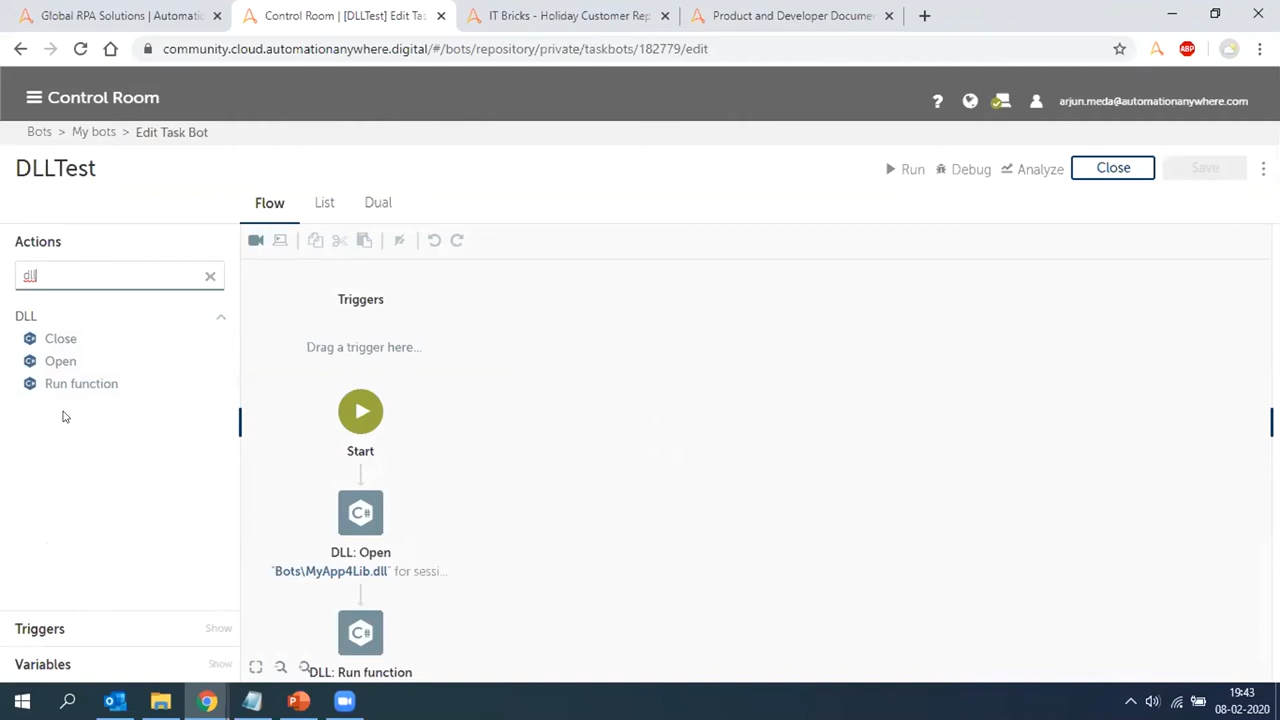 Global RPA Solutions | Automatic
Control Room | [DLLTest] Edit Tas
IT Bricks - Holiday Customer Rep
Product and Developer Documen
community.cloud.automationanywhere.digital/#/bots/repository/private/taskbots/182779/edit
ABP
Control Room
arjun.meda@automationanywhere.com
Bots > My bots > Edit Task Bot
DLLTest
Run
Debug
Analyze
Close
Save
Flow
List
Dual
Actions
dll
DLL
Close
Open
Run function
Triggers
Drag a trigger here...
Start
C#
DLL: Open
"Bots\MyApp4Lib.dll" for sessi...
C#
DLL: Run function
Triggers
Show
Variables
Show
19:43
08-02-2020